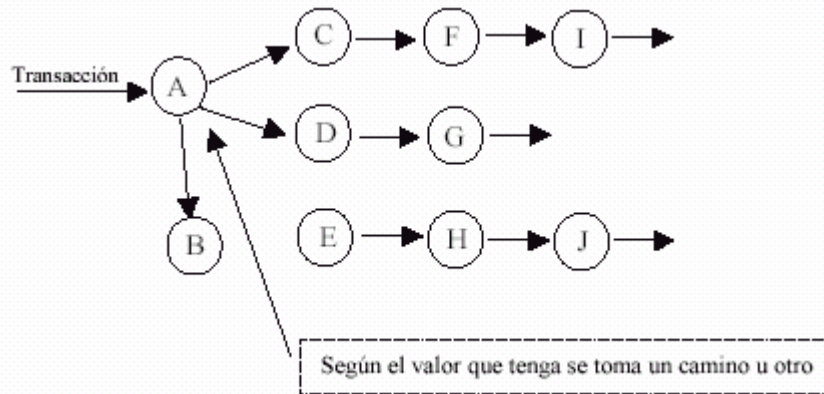 C F I
Transacción
A
D G
B E H J
Según el valor que tenga se toma un camino u otro